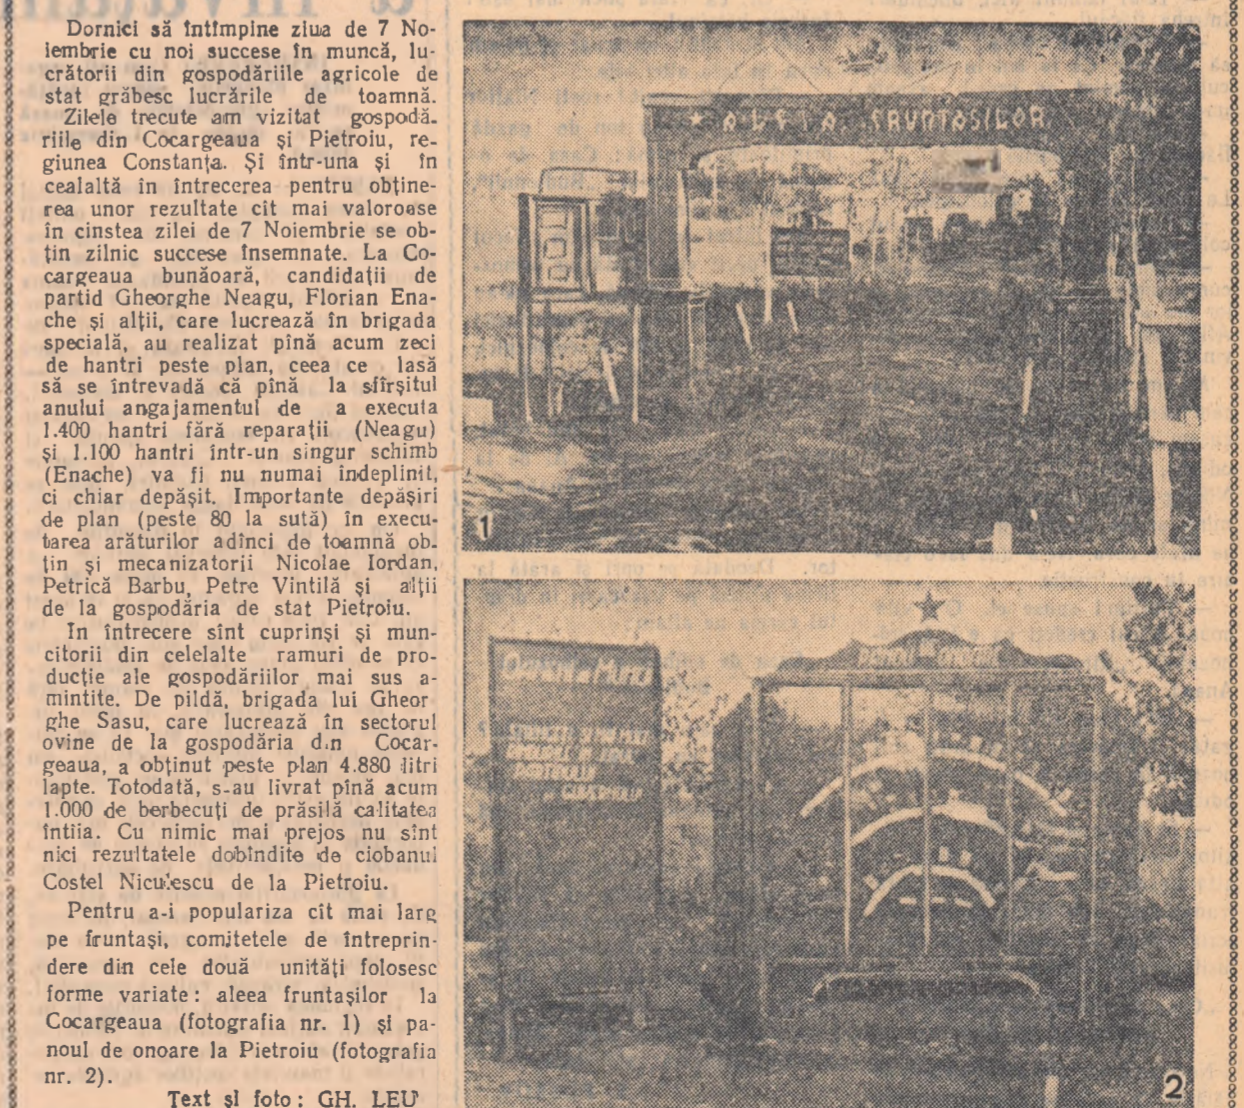 Dornici să întîmpine ziua de 7 No-
iembrie cu noi succese în muncă, lu-
crătorii din gospodăriile agricole de
stat grăbesc lucrările de toamnă.
Zilele trecute am vizitat gospodă-
riile din Cocargeaua și Pietroiu, re-
giunea Constanța. Și într-una și în
cealaltă în întrecerea pentru obține-
rea unor rezultate cit mai valoroase
în cinstea zilei de 7 Noiembrie se ob-
țin zilnic succese însemnate. La Co-
cargeaua bunăoară, candidații de
partid Gheorghe Neagu, Florian Ena-
che și alții, care lucrează în brigada
specială, au realizat pînă acum zeci
de hantri peste plan, ceea ce lasă
să se întrevadă că pînă la sfîrșitul
anului angajamentul de a executa
1.400 hantri fără reparații (Neagu)
și 1.100 hantri într-un singur schimb
(Enache) va fi nu numai îndeplinit,
ci chiar depășit. Importante depășiri
de plan (peste 80 la sută) în execu-
tarea arăturilor adînci de toamnă ob-
țin și mecanizatorii Nicolae Iordan,
Petrică Barbu, Petre Vintilă și alții
de la gospodăria de stat Pietroiu.
In întrecere sînt cuprinși și mun-
citorii din celelalte ramuri de pro-
ducție ale gospodăriilor mai sus a-
mintite. De pildă, brigada lui Gheor
ghe Sasu, care lucrează în sectorul
ovine de la gospodăria din Cocar-
geaua, a obținut peste plan 4.880 litri
lapte. Totodată, s-au livrat pînă acum
1.000 de berbecuți de prăsilă calitatea
întîia. Cu nimic mai prejos nu sînt
nici rezultatele dobîndite de ciobanul
Costel Niculescu de la Pietroiu.
Pentru a-i populariza cît mai larg
pe fruntași, comitetele de întreprin-
dere din cele două unități folosesc
forme variate: aleea fruntașilor la
Cocargeaua (fotografia nr. 1) și pa-
noul de onoare la Pietroiu (fotografia
nr. 2).
Text și foto: GH. LEU
★ ALEEA FRUNTAȘILOR
1
PANOU DE ONOARE
2